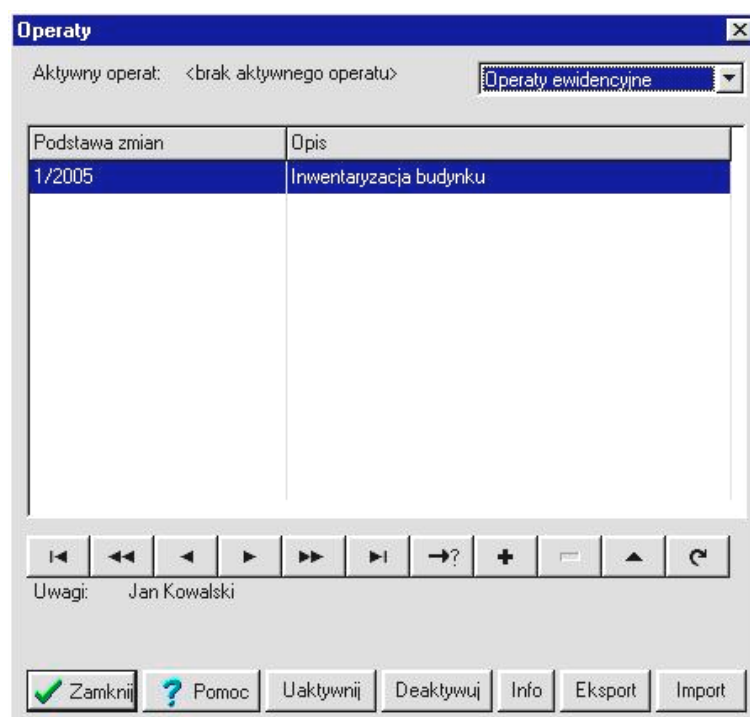 Operaty
Aktywny operat: <brak aktywnego operatu> Operaty ewidencyjne
Podstawa zmian Opis
1/2005 Inwentaryzacja budynku
?
Uwagi: Jan Kowalski
Zamknij ? Pomoc Uaktywnij Deaktywuj Info Eksport Import